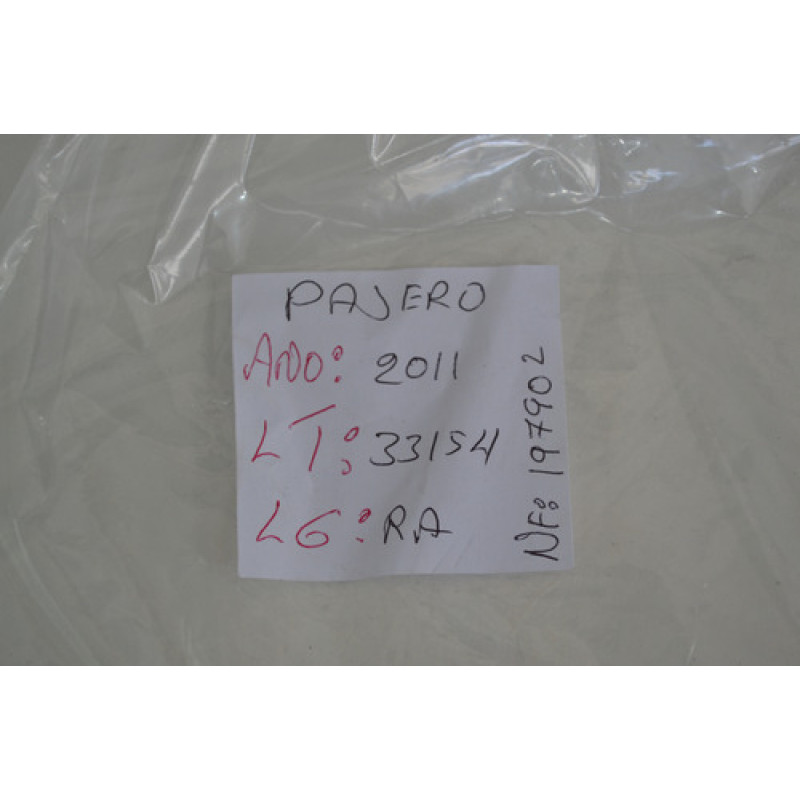 PAJERO
ANO: 2011
LT: 33154
LG: RA
NF: 197902